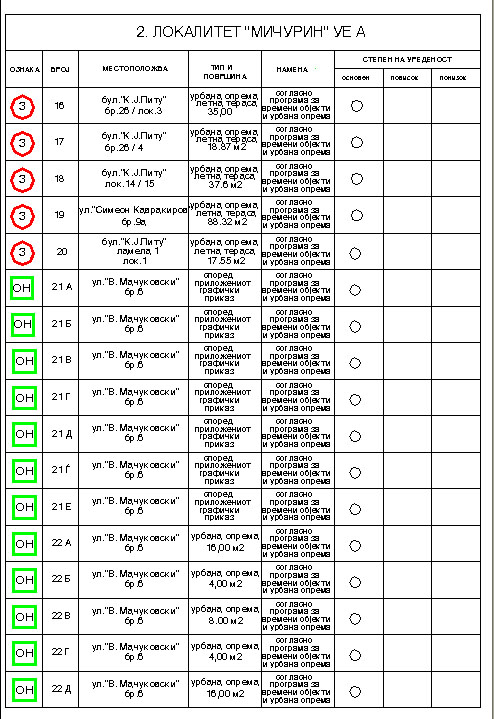 2. ЛОКАЛИТЕТ "МИЧУРИН" УЕ А
ОЗНАКА БРОЈ МЕСТОПОЛОЖБА ТИП И ПОВРШИНА НАМЕНА СТЕПЕН НА УРЕДЕНОСТ
ОСНОВЕН ПОВИСОК ПОНИЗОК
З 16 бул."К.Ј.Питу" бр.26 / лок.3 урбана, опрема, летна, тераса, 35,00 согласно програма за времени објекти и урбана опрема
З 17 бул."К.Ј.Питу" бр.26 / 4 урбана, опрема, летна, тераса, 18.87 м2 согласно програма за времени објекти и урбана опрема
З 18 бул."К.Ј.Питу" лок.14 / 15 урбана, опрема, летна, тераса, 37.6 м2 согласно програма за времени објекти и урбана опрема
З 19 ул."Симеон Кавракиров" бр.9а урбана, опрема, летна, тераса, 88.32 м2 согласно програма за времени објекти и урбана опрема
З 20 бул."К.Ј.Питу" ламела, 1 лок.1 урбана, опрема, летна, тераса, 17.55 м2 согласно програма за времени објекти и урбана опрема
ОН 21 А ул."В. Мачуковски" бр.6 според приложениот графички приказ согласно програма за времени објекти и урбана опрема
ОН 21 Б ул."В. Мачуковски" бр.6 според приложениот графички приказ согласно програма за времени објекти и урбана опрема
ОН 21 В ул."В. Мачуковски" бр.6 според приложениот графички приказ согласно програма за времени објекти и урбана опрема
ОН 21 Г ул."В. Мачуковски" бр.6 според приложениот графички приказ согласно програма за времени објекти и урбана опрема
ОН 21 Д ул."В. Мачуковски" бр.6 според приложениот графички приказ согласно програма за времени објекти и урбана опрема
ОН 21 Ѓ ул."В. Мачуковски" бр.6 според приложениот графички приказ согласно програма за времени објекти и урбана опрема
ОН 21 Е ул."В. Мачуковски" бр.6 според приложениот графички приказ согласно програма за времени објекти и урбана опрема
ОН 22 А ул."В. Мачуковски" бр.6 урбана, опрема, 16,00 м2 согласно програма за времени објекти и урбана опрема
ОН 22 Б ул."В. Мачуковски" бр.6 урбана, опрема, 4,00 м2 согласно програма за времени објекти и урбана опрема
ОН 22 В ул."В. Мачуковски" бр.6 урбана, опрема, 8.00 м2 согласно програма за времени објекти и урбана опрема
ОН 22 Г ул."В. Мачуковски" бр.6 урбана, опрема, 4,00 м2 согласно програма за времени објекти и урбана опрема
ОН 22 Д ул."В. Мачуковски" бр.6 урбана, опрема, 16,00 м2 согласно програма за времени објекти и урбана опрема